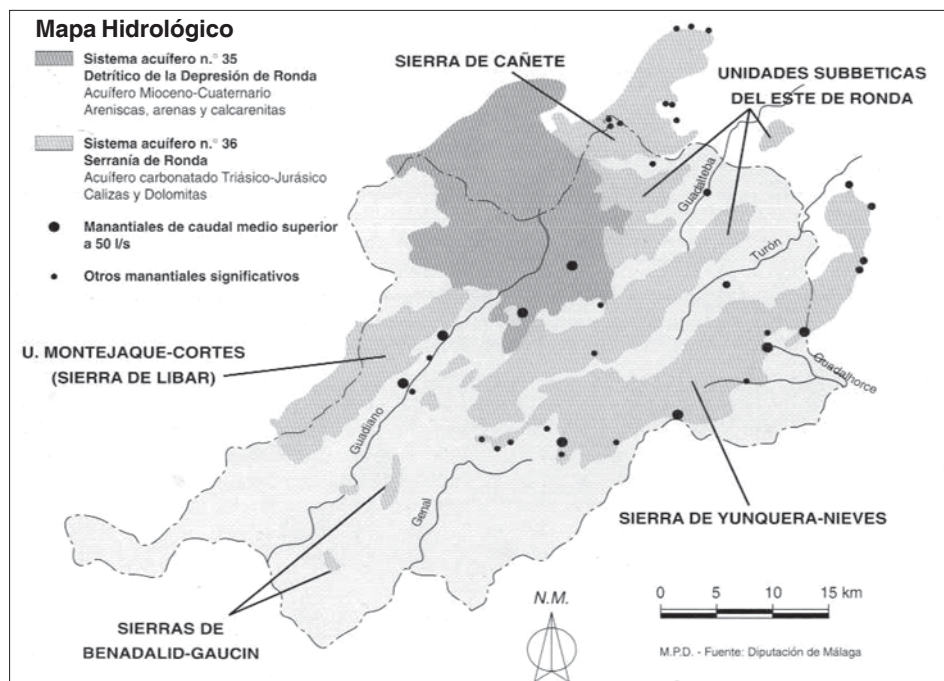 Mapa Hidrológico
Sistema acuífero n.° 35
Detrítico de la Depresión de Ronda
Acuífero Mioceno-Cuaternario
Areniscas, arenas y calcarenitas
Sistema acuífero n.° 36
Serranía de Ronda
Acuífero carbonatado Triásico-Jurásico
Calizas y Dolomitas
Manantiales de caudal medio superior
a 50 l/s
Otros manantiales significativos
SIERRA DE CAÑETE
UNIDADES SUBBETICAS
DEL ESTE DE RONDA
Guadalteba
Turón
U. MONTEJAQUE-CORTES
(SIERRA DE LIBAR)
Guadalhorce
Guadiano
Genal
SIERRA DE YUNQUERA-NIEVES
SIERRAS DE
BENADALID-GAUCIN
N.M.
0 5 10 15 km
M.P.D. - Fuente: Diputación de Málaga